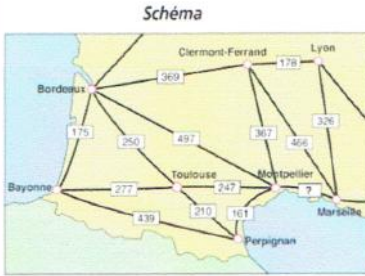 Schéma
Clermont-Ferrand
Lyon
178
369
Bordeaux
326
175
250
497
367
466
Toulouse
Montpellier
Bayonne
277
247
?
Marseille
439
210
161
Perpignan